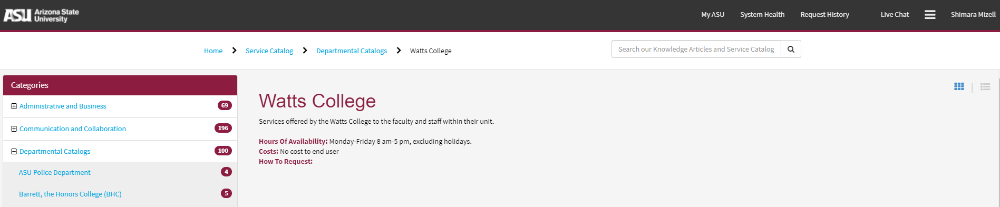 ASU Arizona State University
My ASU System Health Request History Live Chat Shimara Mizell
Home Service Catalog Departmental Catalogs Watts College
Search our Knowledge Articles and Service Catalog
Categories
Administrative and Business 69
Communication and Collaboration 196
Departmental Catalogs 100
ASU Police Department 4
Barrett, the Honors College (BHC) 5
Watts College
Services offered by the Watts College to the faculty and staff within their unit.
Hours Of Availability: Monday-Friday 8 am-5 pm, excluding holidays.
Costs: No cost to end user
How To Request: